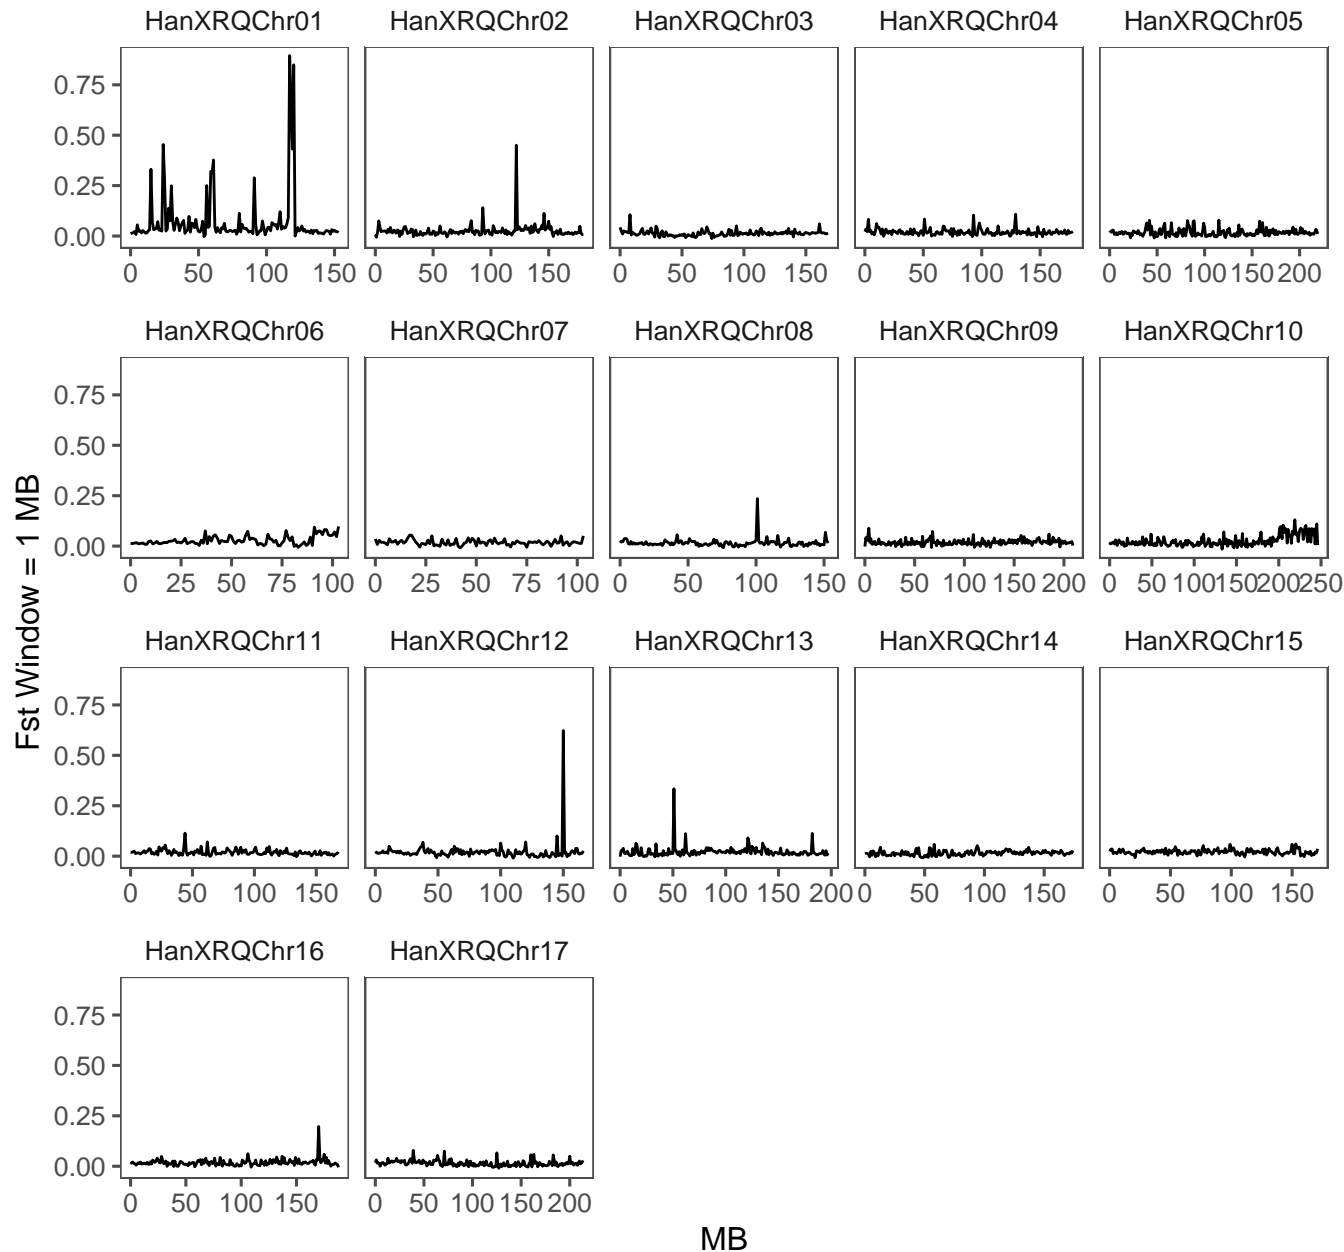 HanXRQChr01 HanXRQChr02 HanXRQChr03 HanXRQChr04 HanXRQChr05
0.75
0.50
0.25
0.00
0 50 100 150 0 50 100 150 0 50 100 150 0 50 100 150 0 50 100 150 200
HanXRQChr06 HanXRQChr07 HanXRQChr08 HanXRQChr09 HanXRQChr10
0.75
0.50
0.25
0.00
0 25 50 75 100 0 25 50 75 100 0 50 100 150 0 50 100 150 200 0 50 100 150 200 250
Fst Window = 1 MB
HanXRQChr11 HanXRQChr12 HanXRQChr13 HanXRQChr14 HanXRQChr15
0.75
0.50
0.25
0.00
0 50 100 150 0 50 100 150 0 50 100 150 200 0 50 100 150 0 50 100 150
HanXRQChr16 HanXRQChr17
0.75
0.50
0.25
0.00
0 50 100 150 0 50 100 150 200
MB